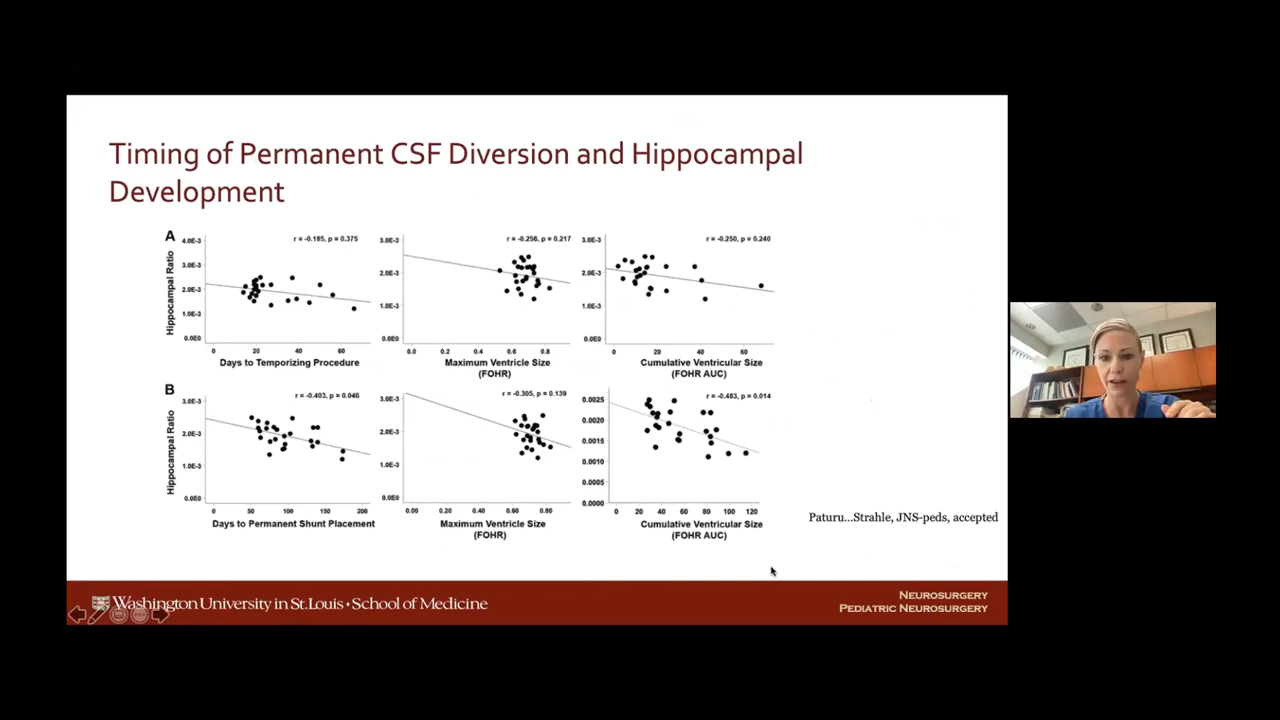 Timing of Permanent CSF Diversion and Hippocampal
Development
A
r = -0.185, p = 0.375
r = -0.256, p = 0.217
r = -0.250, p = 0.240
Hippocampal Ratio
4.0E-3
3.0E-3
2.0E-3
1.0E-3
0.0E0
3.0E-3
2.0E-3
1.0E-3
0.0E0
3.0E-3
2.0E-3
1.0E-3
0.0E0
0 20 40 60
0.0 0.2 0.4 0.6 0.8
0 20 40 60
Days to Temporizing Procedure
Maximum Ventricle Size
(FOHR)
Cumulative Ventricular Size
(FOHR AUC)
B
r = -0.403, p = 0.046
r = -0.305, p = 0.139
r = -0.483, p = 0.014
Hippocampal Ratio
3.0E-3
2.0E-3
1.0E-3
0.0E0
3.0E-3
2.0E-3
1.0E-3
0.0E0
0.0025
0.0020
0.0015
0.0010
0.0005
0.0000
0 50 100 150 200
0.0 0.20 0.40 0.60 0.80
0 20 40 60 80 100 120
Days to Permanent Shunt Placement
Maximum Ventricle Size
(FOHR)
Cumulative Ventricular Size
(FOHR AUC)
Paturu...Strahle, JNS-peds, accepted
Washington University in St. Louis • School of Medicine
Neurosurgery
Pediatric Neurosurgery